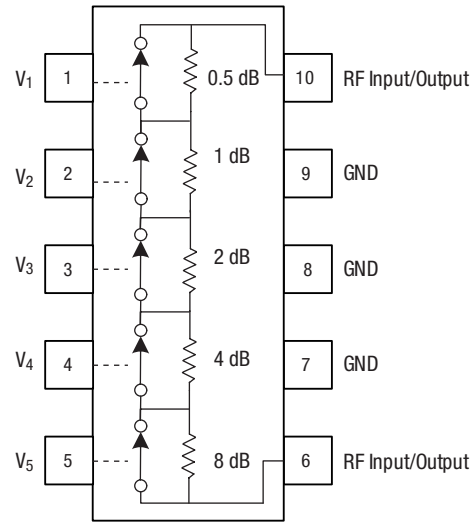 V1 1 0.5 dB 10 RF Input/Output
V2 2 1 dB 9 GND
V3 3 2 dB 8 GND
V4 4 4 dB 7 GND
V5 5 8 dB 6 RF Input/Output